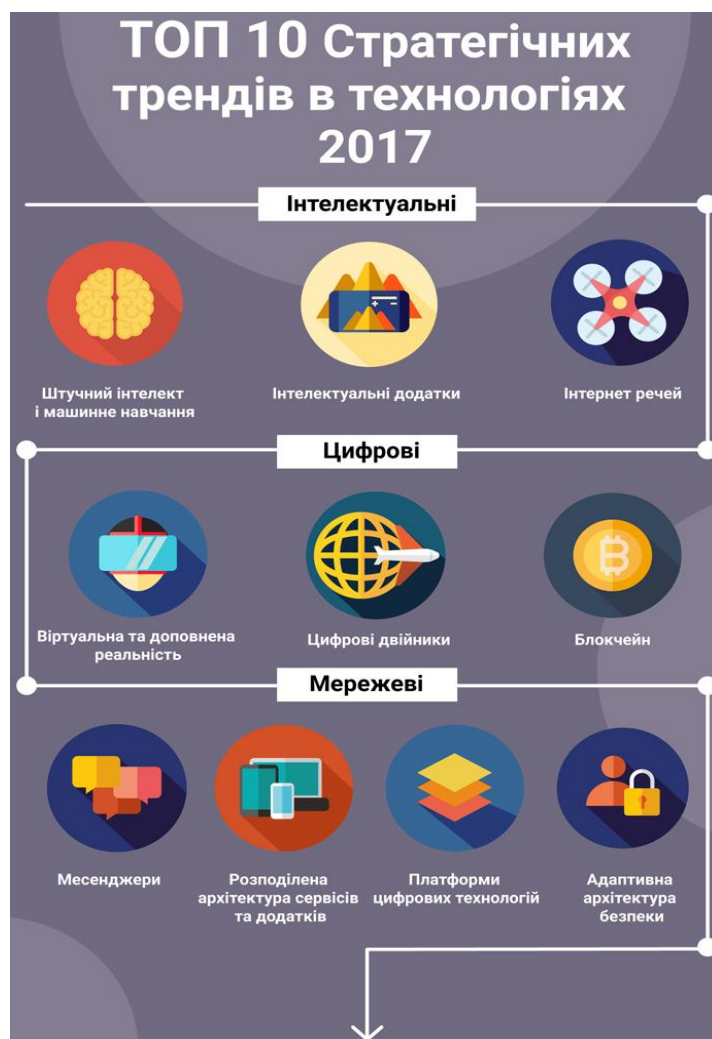 ТОП 10 Стратегічних
трендів в технологіях
2017
Інтелектуальні
Штучний інтелект
і машинне навчання
Інтелектуальні додатки
Інтернет речей
Цифрові
Віртуальна та доповнена
реальність
Цифрові двійники
Блокчейн
Мережеві
Месенджери
Розподілена
архітектура сервісів
та додатків
Платформи
цифрових технологій
Адаптивна
архітектура
безпеки